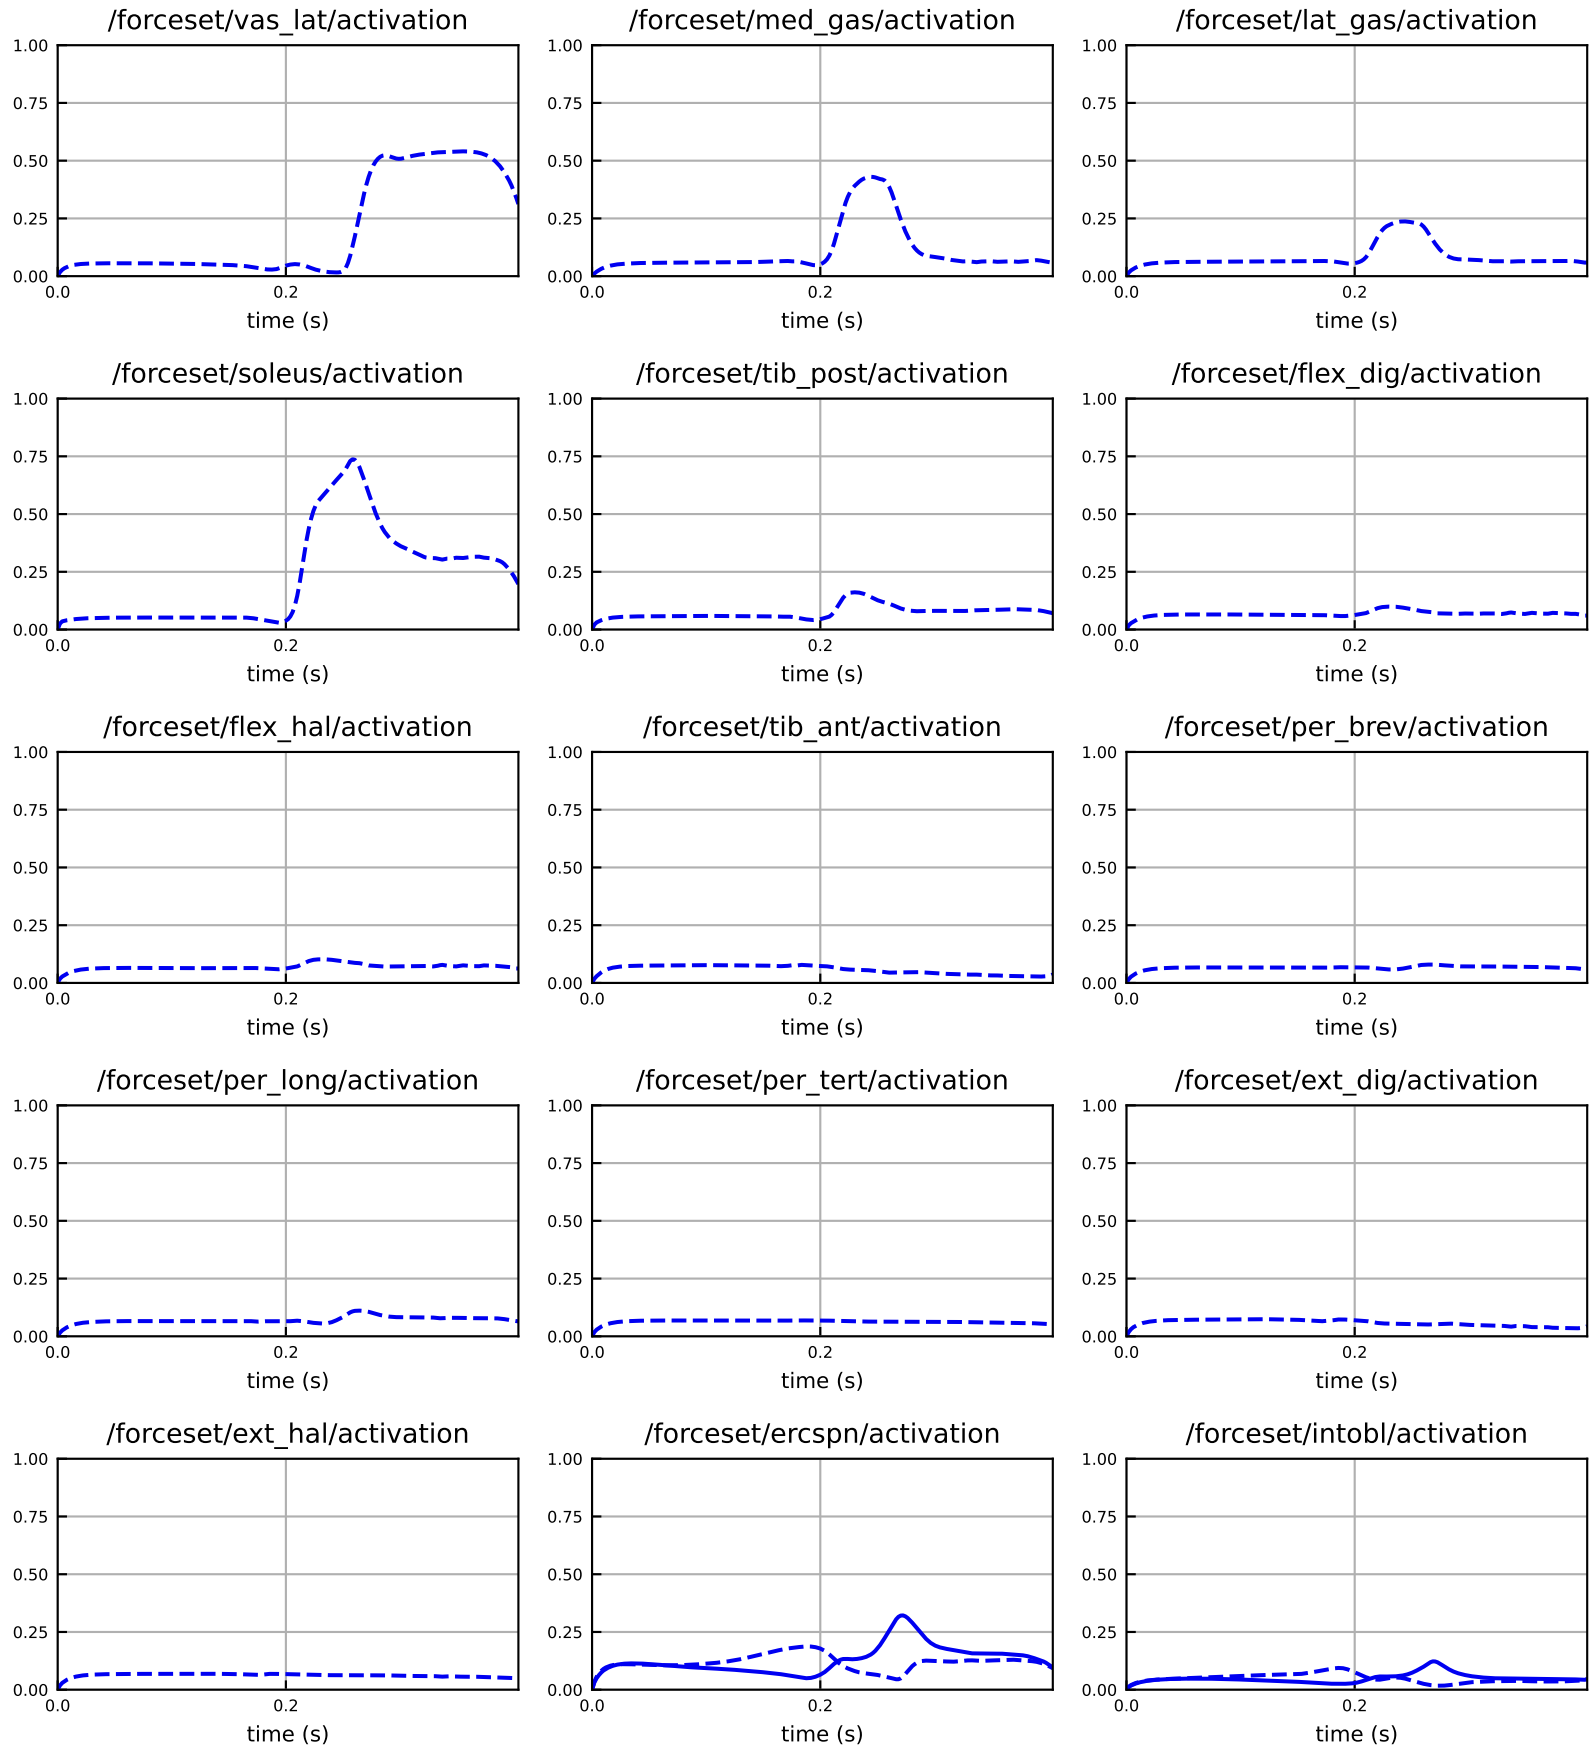 /forceset/vas_lat/activation /forceset/med_gas/activation /forceset/lat_gas/activation
1.00 1.00 1.00
0.75 0.75 0.75
0.50 0.50 0.50
0.25 0.25 0.25
0.00 0.00 0.00
0.0 0.2 0.0 0.2 0.0 0.2
time (s) time (s) time (s)
/forceset/soleus/activation /forceset/tib_post/activation /forceset/flex_dig/activation
1.00 1.00 1.00
0.75 0.75 0.75
0.50 0.50 0.50
0.25 0.25 0.25
0.00 0.00 0.00
0.0 0.2 0.0 0.2 0.0 0.2
time (s) time (s) time (s)
/forceset/flex_hal/activation /forceset/tib_ant/activation /forceset/per_brev/activation
1.00 1.00 1.00
0.75 0.75 0.75
0.50 0.50 0.50
0.25 0.25 0.25
0.00 0.00 0.00
0.0 0.2 0.0 0.2 0.0 0.2
time (s) time (s) time (s)
/forceset/per_long/activation /forceset/per_tert/activation /forceset/ext_dig/activation
1.00 1.00 1.00
0.75 0.75 0.75
0.50 0.50 0.50
0.25 0.25 0.25
0.00 0.00 0.00
0.0 0.2 0.0 0.2 0.0 0.2
time (s) time (s) time (s)
/forceset/ext_hal/activation /forceset/ercspn/activation /forceset/intobl/activation
1.00 1.00 1.00
0.75 0.75 0.75
0.50 0.50 0.50
0.25 0.25 0.25
0.00 0.00 0.00
0.0 0.2 0.0 0.2 0.0 0.2
time (s) time (s) time (s)